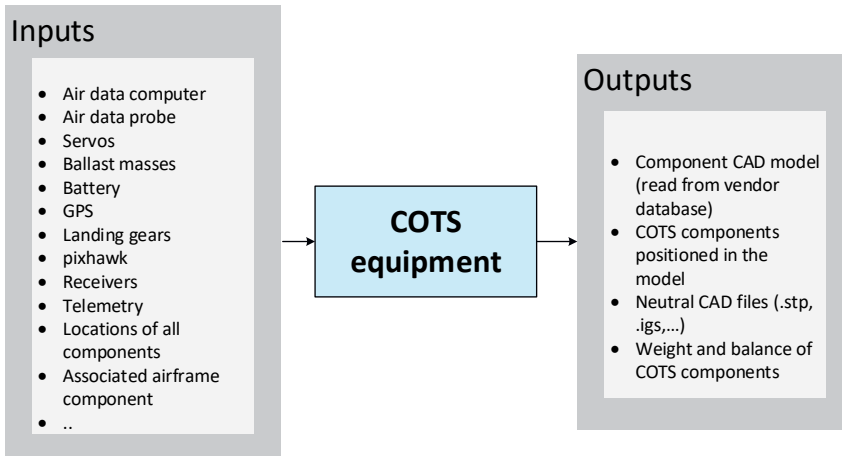 Inputs
• Air data computer
• Air data probe
• Servos
• Ballast masses
• Battery
• GPS
• Landing gears
• pixhawk
• Receivers
• Telemetry
• Locations of all
components
• Associated airframe
component
• ..
COTS
equipment
Outputs
• Component CAD model
(read from vendor
database)
• COTS components
positioned in the
model
• Neutral CAD files (.stp,
.igs,...)
• Weight and balance of
COTS components